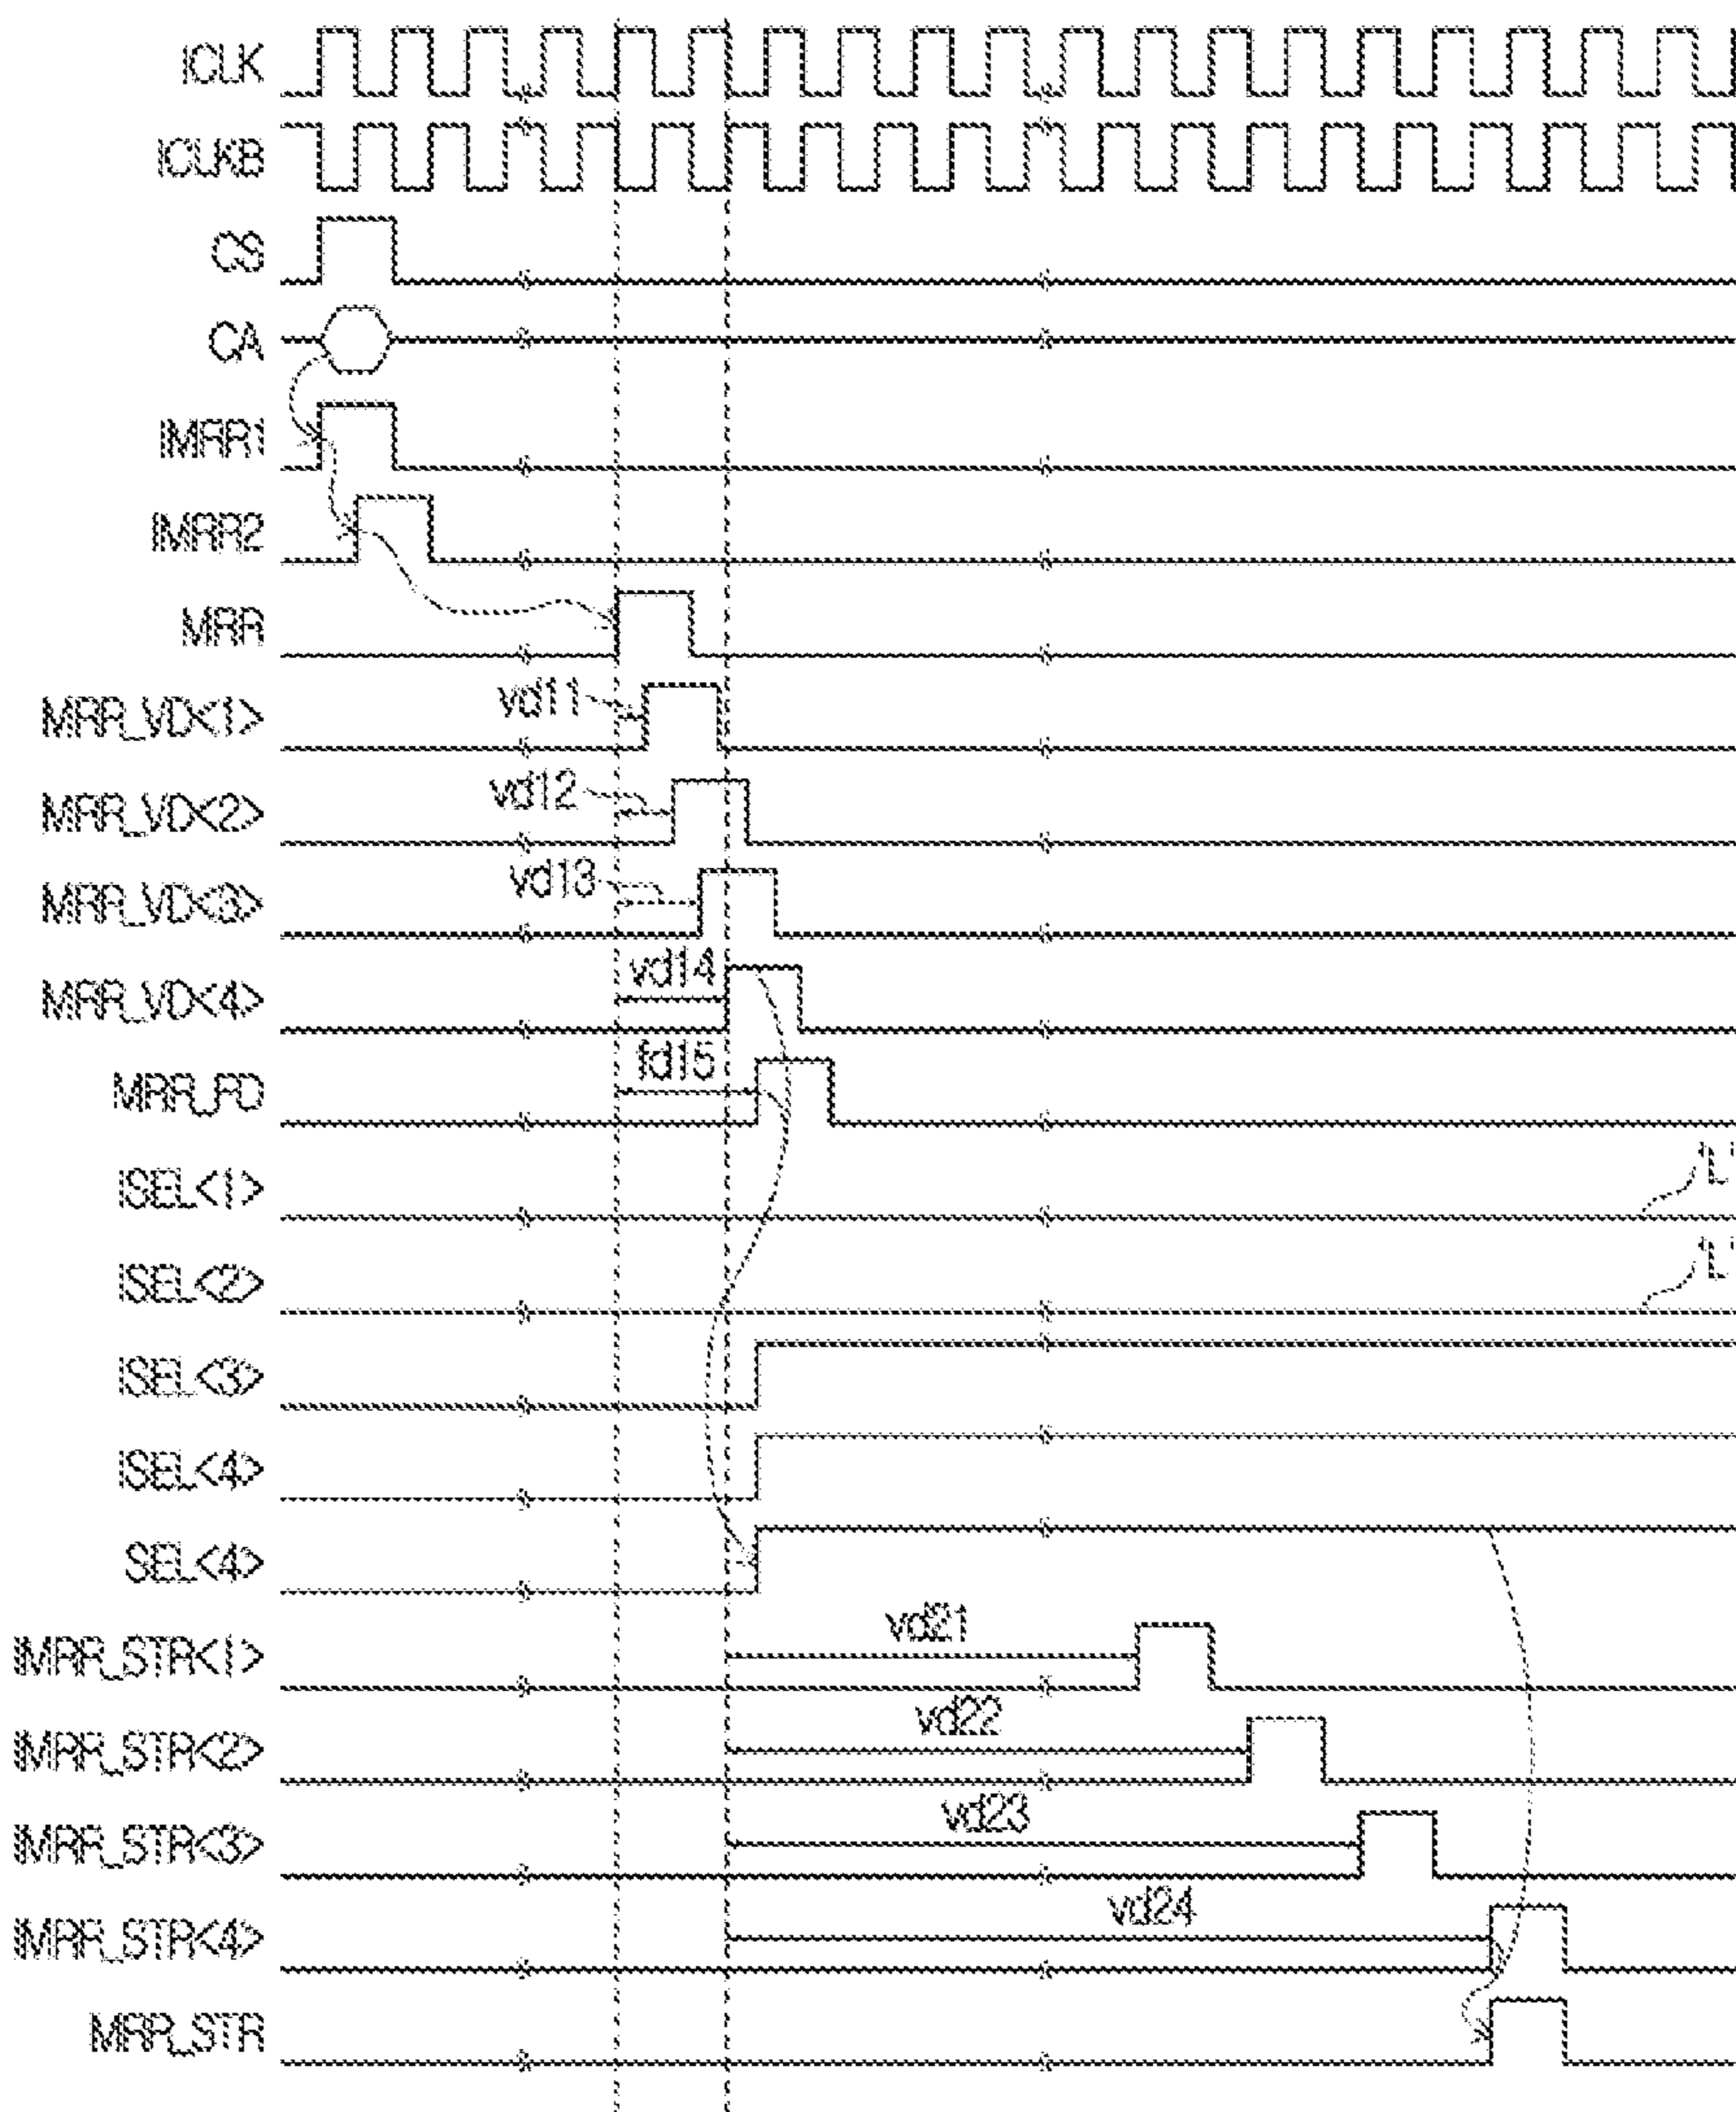 ICLK
ICLKB
CS
CA
IMRR1
IMRR2
MRR
MRR_VD<1>
vd11
MRR_VD<2>
vd12
MRR_VD<3>
vd13
MRR_VD<4>
vd14
MRR_FD
fd15
ISEL<1>
'L'
ISEL<2>
'L'
ISEL<3>
ISEL<4>
SEL<4>
IMRR_STR<1>
vd21
IMRR_STR<2>
vd22
IMRR_STR<3>
vd23
IMRR_STR<4>
vd24
MRR_STR